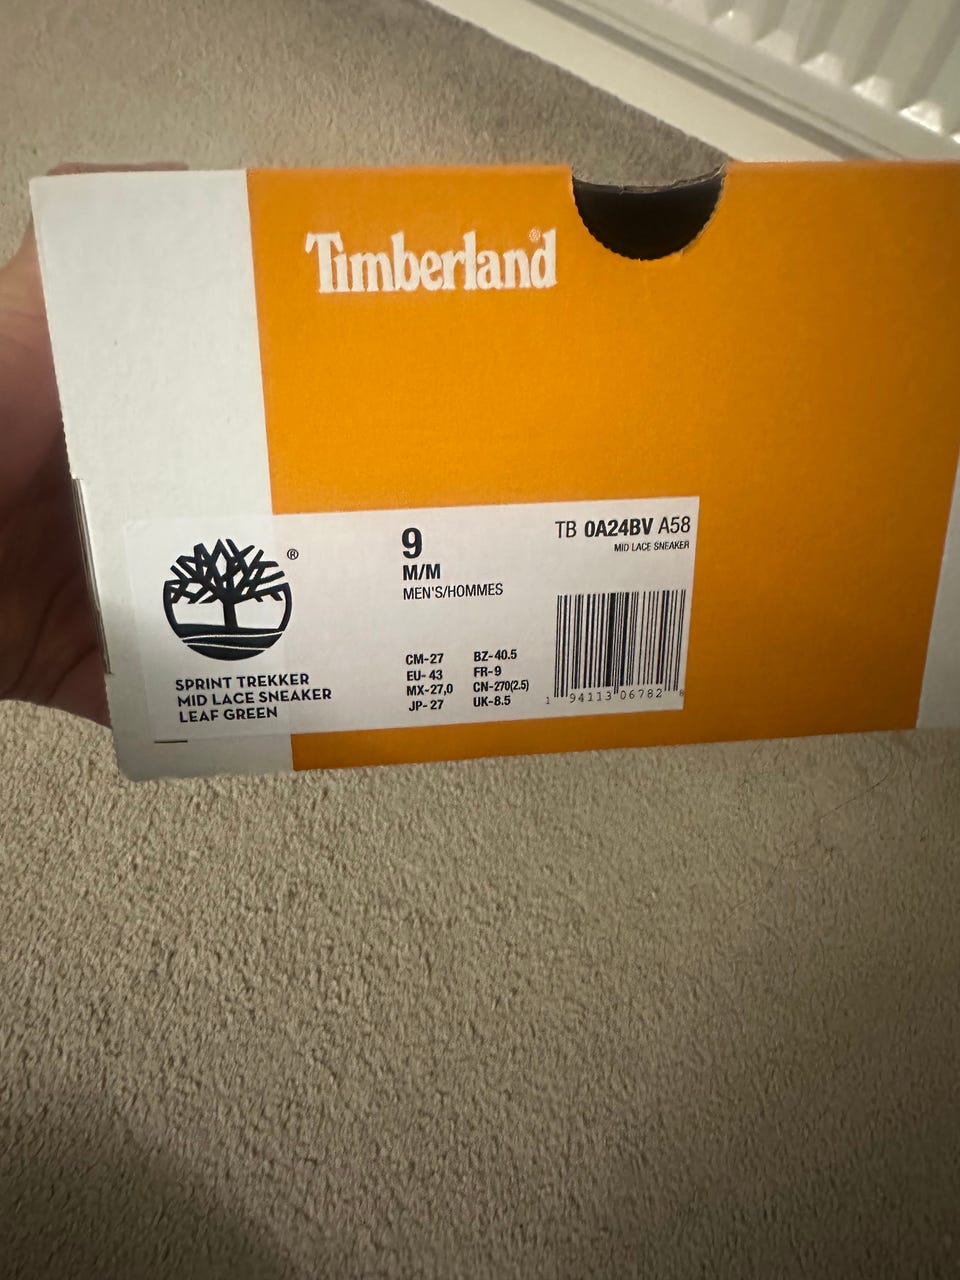 Timberland®
®
SPRINT TREKKER
MID LACE SNEAKER
LEAF GREEN
9
M/M
MEN'S/HOMMES
CM-27 BZ-40.5
EU- 43 FR-9
MX-27,0 CN-270(2.5)
JP- 27 UK-8.5
TB 0A24BV A58
MID LACE SNEAKER
1 94113 06782 8